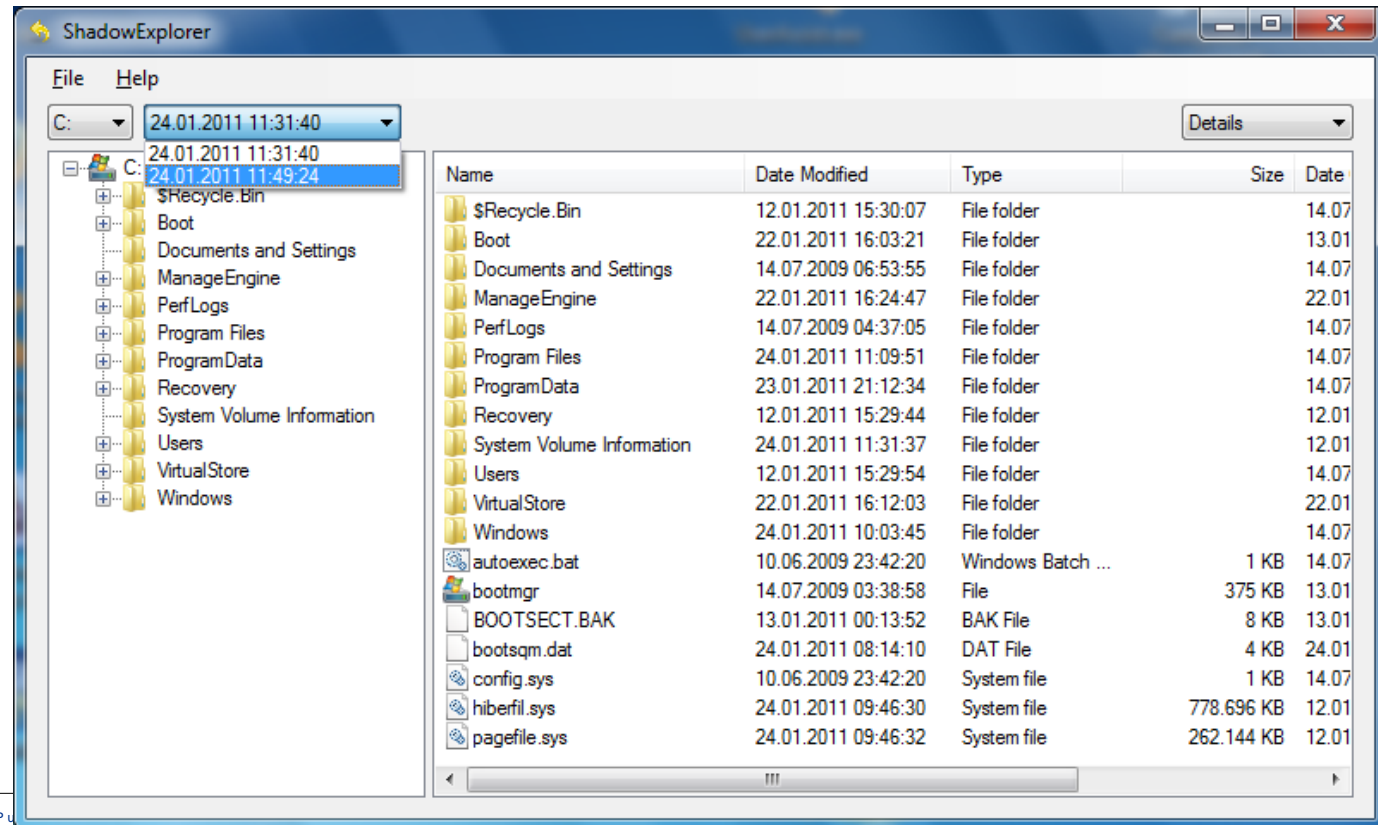 ShadowExplorer
File Help
C: 24.01.2011 11:31:40 Details
24.01.2011 11:31:40
24.01.2011 11:49:24
C:
$Recycle.Bin
Boot
Documents and Settings
ManageEngine
PerfLogs
Program Files
ProgramData
Recovery
System Volume Information
Users
VirtualStore
Windows
Name Date Modified Type Size Date
$Recycle.Bin 12.01.2011 15:30:07 File folder 14.07
Boot 22.01.2011 16:03:21 File folder 13.01
Documents and Settings 14.07.2009 06:53:55 File folder 14.07
ManageEngine 22.01.2011 16:24:47 File folder 22.01
PerfLogs 14.07.2009 04:37:05 File folder 14.07
Program Files 24.01.2011 11:09:51 File folder 14.07
ProgramData 23.01.2011 21:12:34 File folder 14.07
Recovery 12.01.2011 15:29:44 File folder 12.01
System Volume Information 24.01.2011 11:31:37 File folder 12.01
Users 12.01.2011 15:29:54 File folder 14.07
VirtualStore 22.01.2011 16:12:03 File folder 22.01
Windows 24.01.2011 10:03:45 File folder 14.07
autoexec.bat 10.06.2009 23:42:20 Windows Batch ... 1 KB 14.07
bootmgr 14.07.2009 03:38:58 File 375 KB 13.01
BOOTSECT.BAK 13.01.2011 00:13:52 BAK File 8 KB 13.01
bootsqm.dat 24.01.2011 08:14:10 DAT File 4 KB 24.01
config.sys 10.06.2009 23:42:20 System file 1 KB 14.07
hiberfil.sys 24.01.2011 09:46:30 System file 778.696 KB 12.01
pagefile.sys 24.01.2011 09:46:32 System file 262.144 KB 12.01